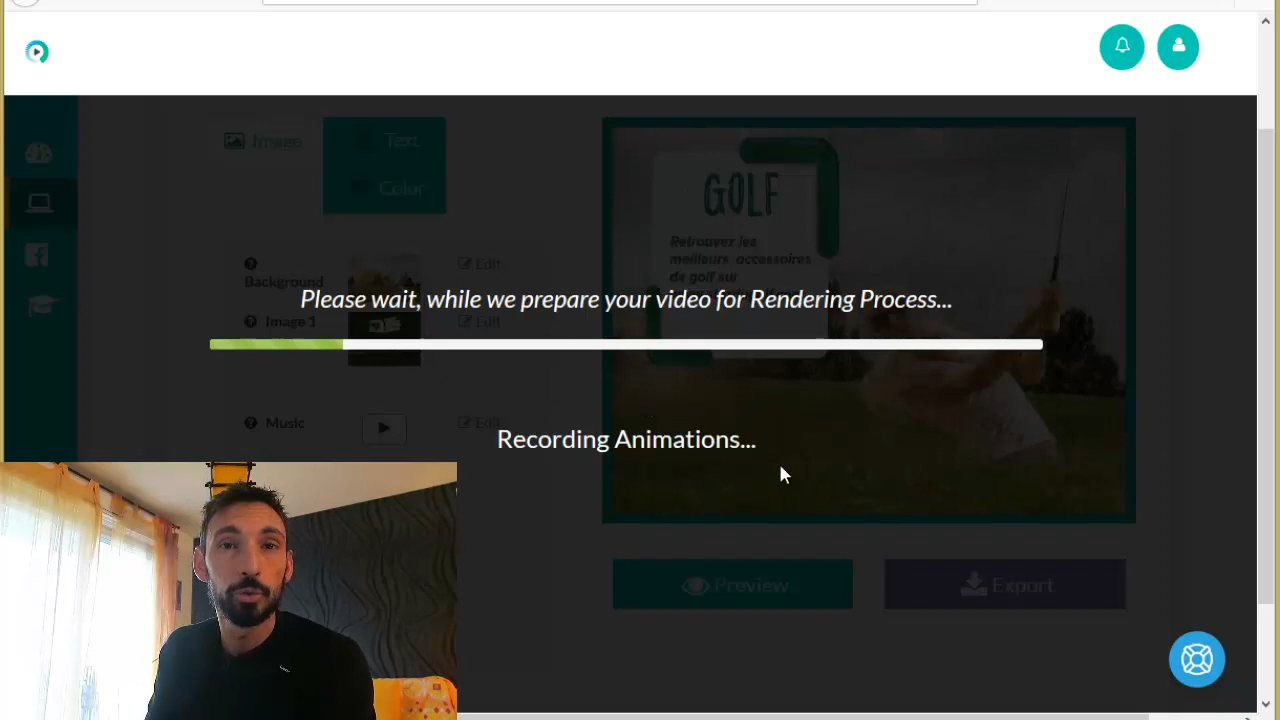 Image
Text
Color
GOLF
Retrouvez les
meilleurs accessoires
de golf sur
Background
Edit
Please wait, while we prepare your video for Rendering Process...
Image 1
Edit
Music
Edit
Recording Animations...
Preview
Export